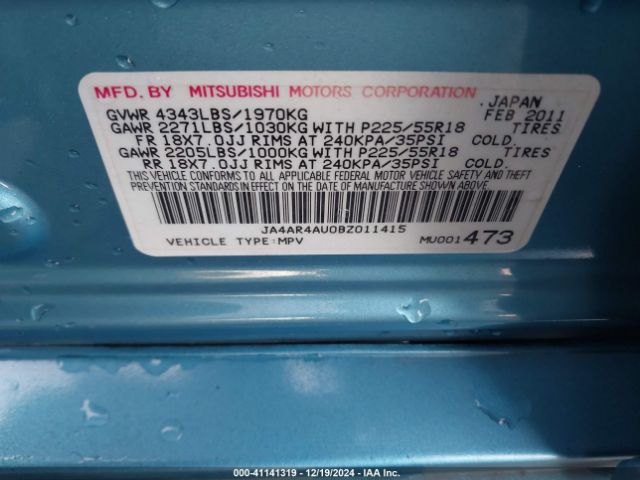 MFD. BY MITSUBISHI MOTORS CORPORATION JAPAN
GVWR 4343LBS/1970KG FEB 2011
GAWR 2271LBS/1030KG WITH P225/55R18 TIRES
FR 18X7.0JJ RIMS AT 240KPA/35PSI COLD.
GAWR 2205LBS/1000KG WITH P225/55R18 TIRES
RR 18X7.0JJ RIMS AT 240KPA/35PSI COLD.
THIS VEHICLE CONFORMS TO ALL APPLICABLE FEDERAL MOTOR VEHICLE SAFETY AND THEFT
PREVENTION STANDARDS IN EFFECT ON THE DATE OF MANUFACTURE SHOWN ABOVE.
JA4AR4AU0BZ011415
VEHICLE TYPE:MPV MU001473
000-41141319 - 12/19/2024 - IAAI.com